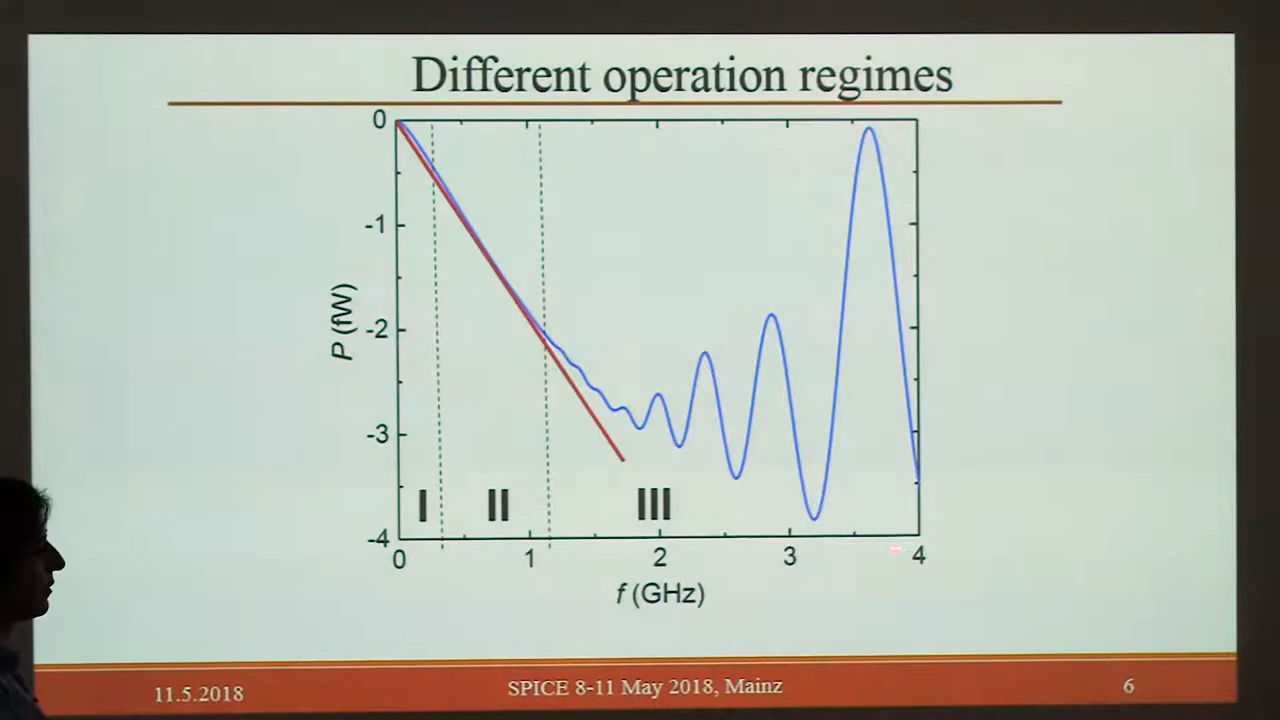 Different operation regimes
0
-1
-2
-3
-4
P (fW)
I II III
0 1 2 3 4
f (GHz)
11.5.2018 SPICE 8-11 May 2018, Mainz 6